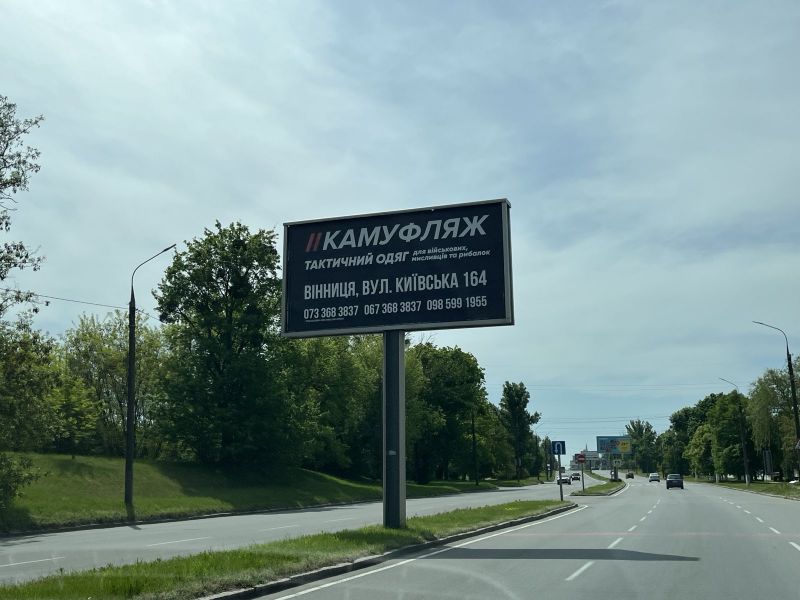 КАМУФЛЯЖ
ТАКТИЧНИЙ ОДЯГ для військових,
мисливців та рибалок
ВІННИЦЯ, ВУЛ. КИЇВСЬКА 164
073 368 3837 067 368 3837 098 599 1955